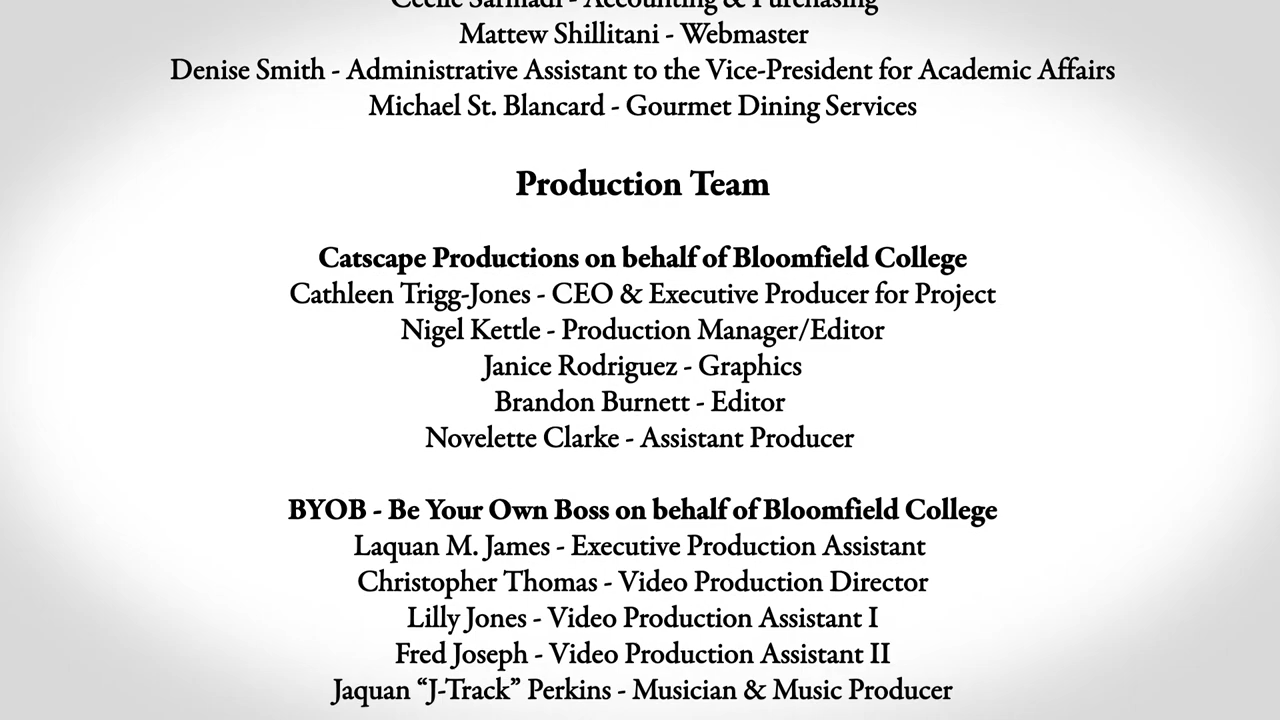 Cecile Sarmadi - Accounting & Purchasing
Mattew Shillitani - Webmaster
Denise Smith - Administrative Assistant to the Vice-President for Academic Affairs
Michael St. Blancard - Gourmet Dining Services
Production Team
Catscape Productions on behalf of Bloomfield College
Cathleen Trigg-Jones - CEO & Executive Producer for Project
Nigel Kettle - Production Manager/Editor
Janice Rodriguez - Graphics
Brandon Burnett - Editor
Novelette Clarke - Assistant Producer
BYOB - Be Your Own Boss on behalf of Bloomfield College
Laquan M. James - Executive Production Assistant
Christopher Thomas - Video Production Director
Lilly Jones - Video Production Assistant I
Fred Joseph - Video Production Assistant II
Jaquan “J-Track” Perkins - Musician & Music Producer